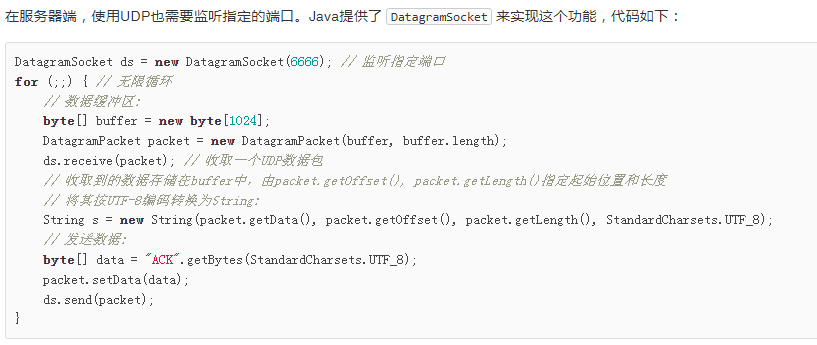 在服务器端，使用UDP也需要监听指定的端口。Java提供了 DatagramSocket 来实现这个功能，代码如下：
DatagramSocket ds = new DatagramSocket(6666); // 监听指定端口
for (;;) { // 无限循环
    // 数据缓冲区:
    byte[] buffer = new byte[1024];
    DatagramPacket packet = new DatagramPacket(buffer, buffer.length);
    ds.receive(packet); // 收取一个UDP数据包
    // 收取到的数据存储在buffer中，由packet.getOffset(), packet.getLength()指定起始位置和长度
    // 将其按UTF-8编码转换为String:
    String s = new String(packet.getData(), packet.getOffset(), packet.getLength(), StandardCharsets.UTF_8);
    // 发送数据:
    byte[] data = "ACK".getBytes(StandardCharsets.UTF_8);
    packet.setData(data);
    ds.send(packet);
}